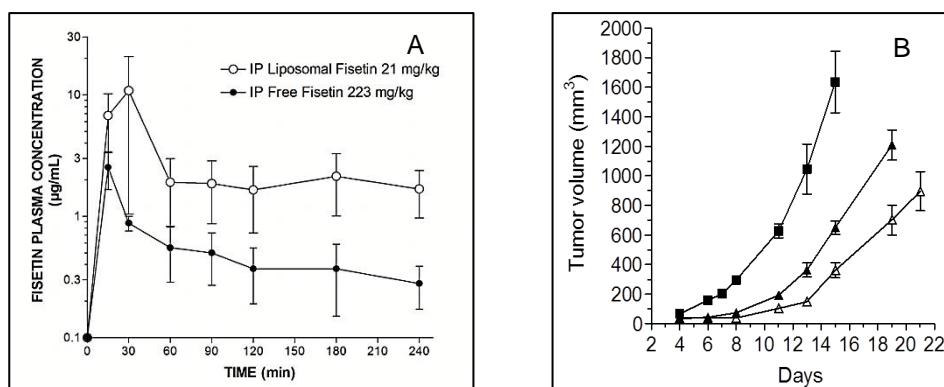 A
IP Liposomal Fisetin 21 mg/kg
IP Free Fisetin 223 mg/kg
FISETIN PLASMA CONCENTRATION
(µg/mL)
30
10
3
1
0.3
0.1
0 30 60 90 120 150 180 210 240
TIME (min)
B
Tumor volume (mm³)
2000
1800
1600
1400
1200
1000
800
600
400
200
0
2 4 6 8 10 12 14 16 18 20 22
Days